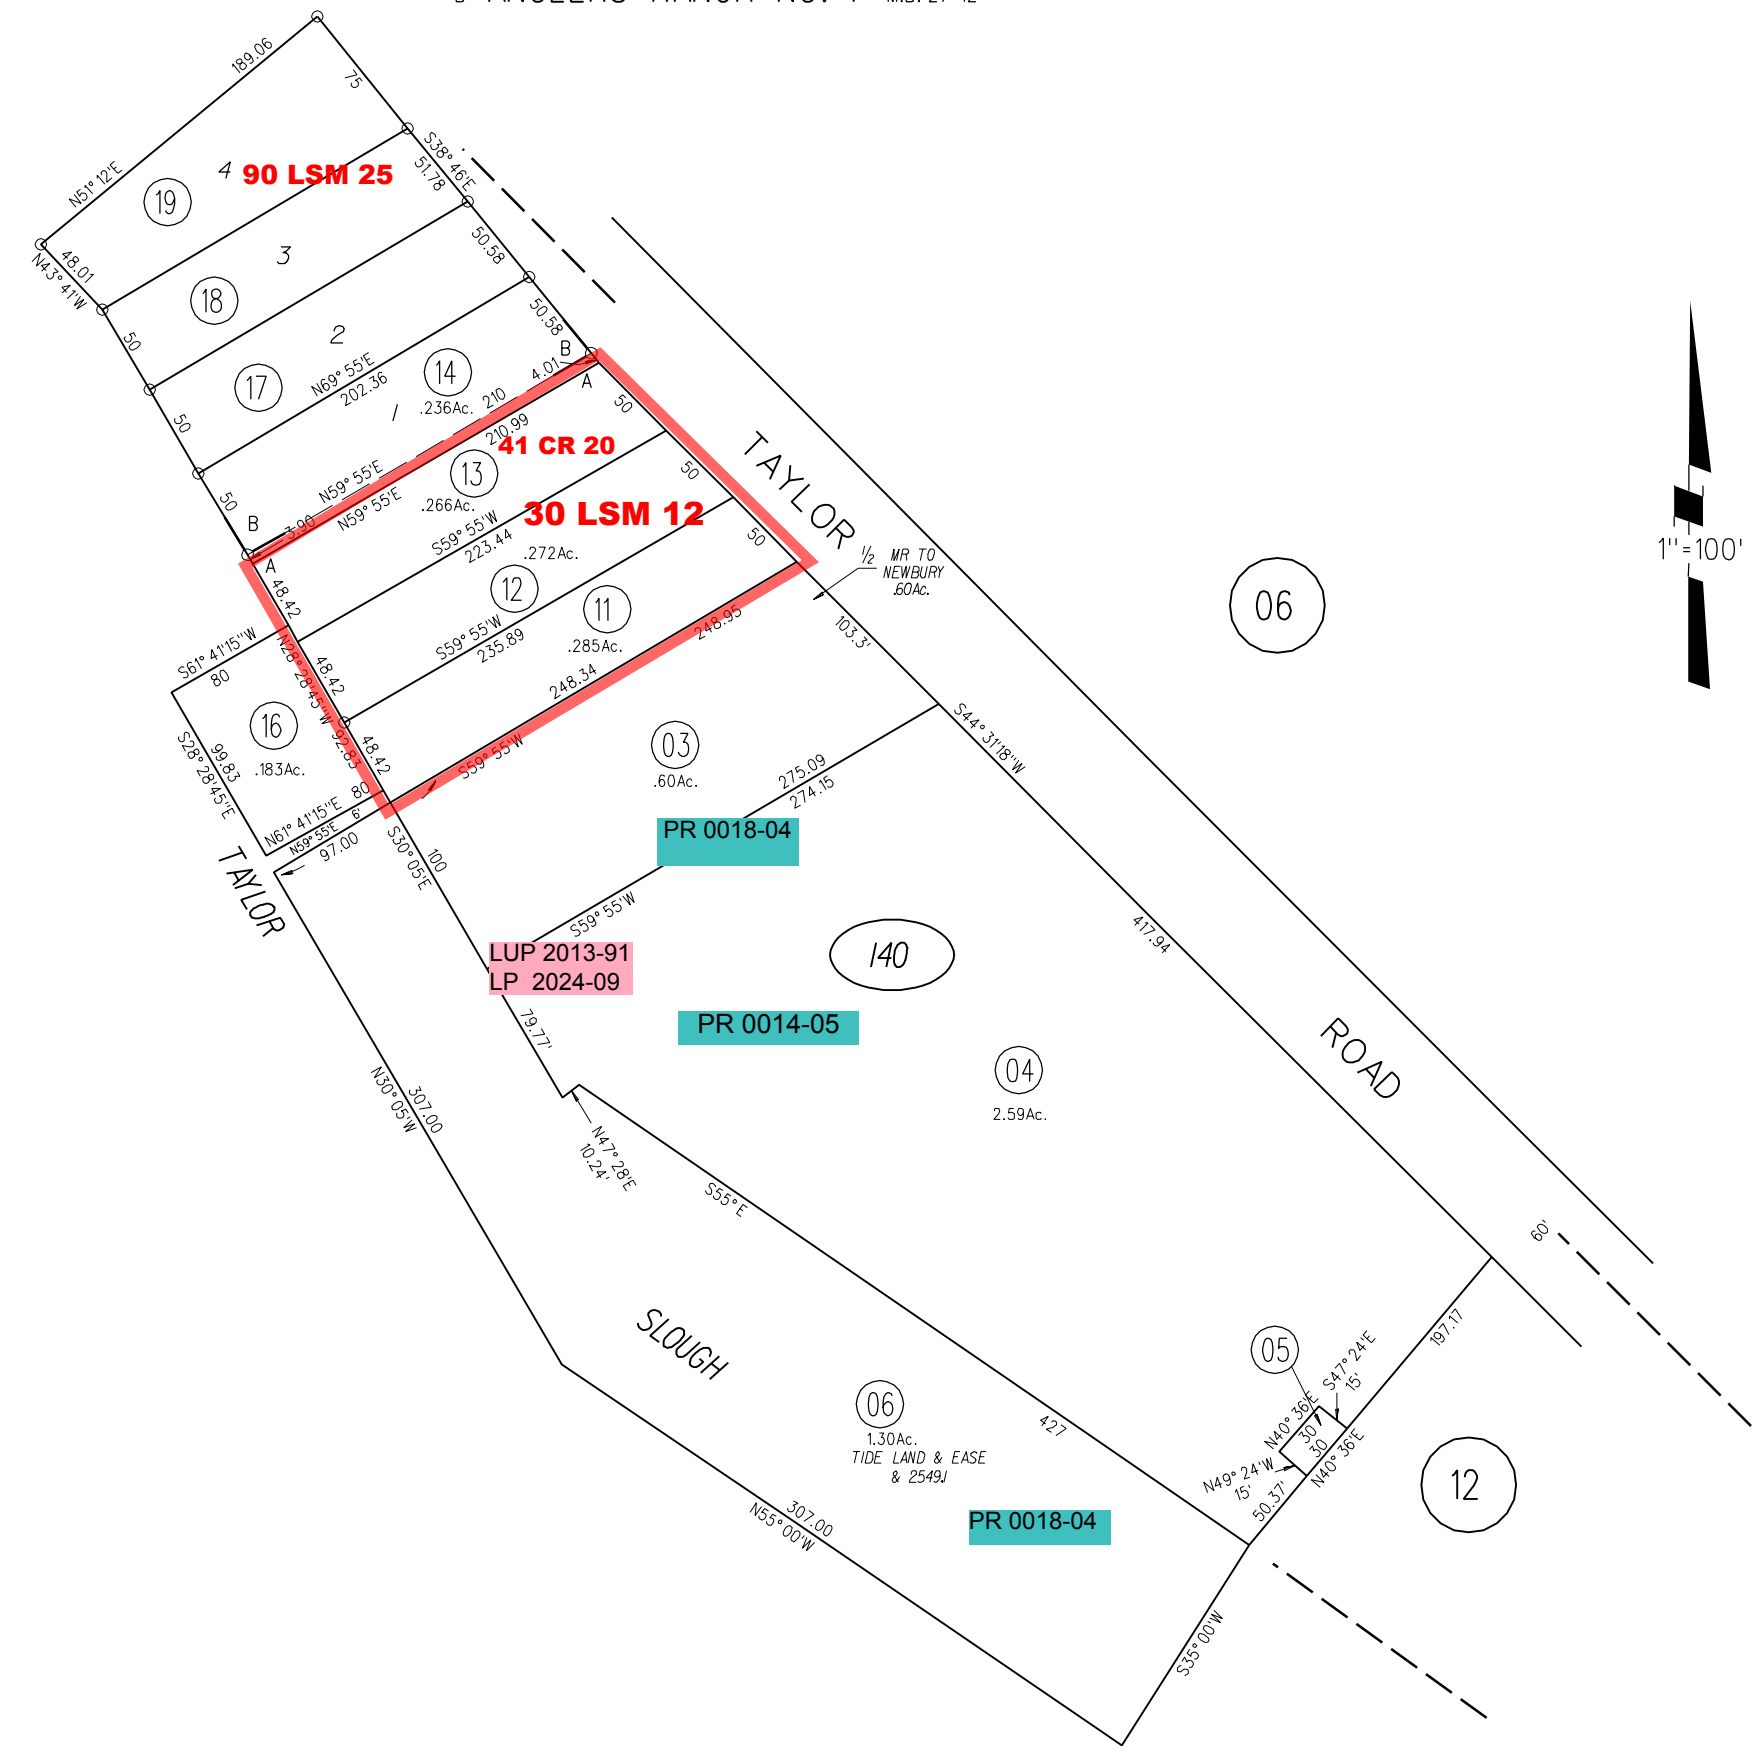 189.06
75
N51° 12'E
S38° 46'E
51.78
4
90 LSM 25
19
48.01
N43° 41'W
3
50.58
18
50
2
50.58
17
N69° 55'E
202.36
14
.236Ac.
1
B
4.01
A
210
210.99
50
50
41 CR 20
13
.266Ac.
N59° 55'E
N59° 55'E
50
B
3.90
A
50
TAYLOR
30 LSM 12
S59° 55'W
223.44
.272Ac.
12
50
1/2 MR TO
NEWBURY
.60Ac.
1"=100'
06
48.42
11
.285Ac.
S59° 55'W
235.89
248.95
103.3'
S61° 41'15"W
80
N28° 28'45"W
48.42
248.34
16
.183Ac.
92.83
48.42
S59° 55'W
03
.60Ac.
S44° 31'18"W
99.83
S28° 28'45"E
80
275.09
274.15
N61° 41'15"E
N59° 55'E
6'
97.00
PR 0018-04
TAYLOR
S30° 05'E
100
S59° 55'W
417.94
LUP 2013-91
LP 2024-09
140
79.77'
PR 0014-05
ROAD
04
2.59Ac.
307.00
N30° 05'W
N47° 28'E
10.24'
S55° E
60'
SLOUGH
05
S47° 24'E
15'
197.17
06
1.30Ac.
TIDE LAND & EASE
N40° 36'E
30'
30
N40° 36'E
427
N49° 24'W
15'
50.37'
12
307.00
N55° 00'W
PR 0018-04
S35° 00'W